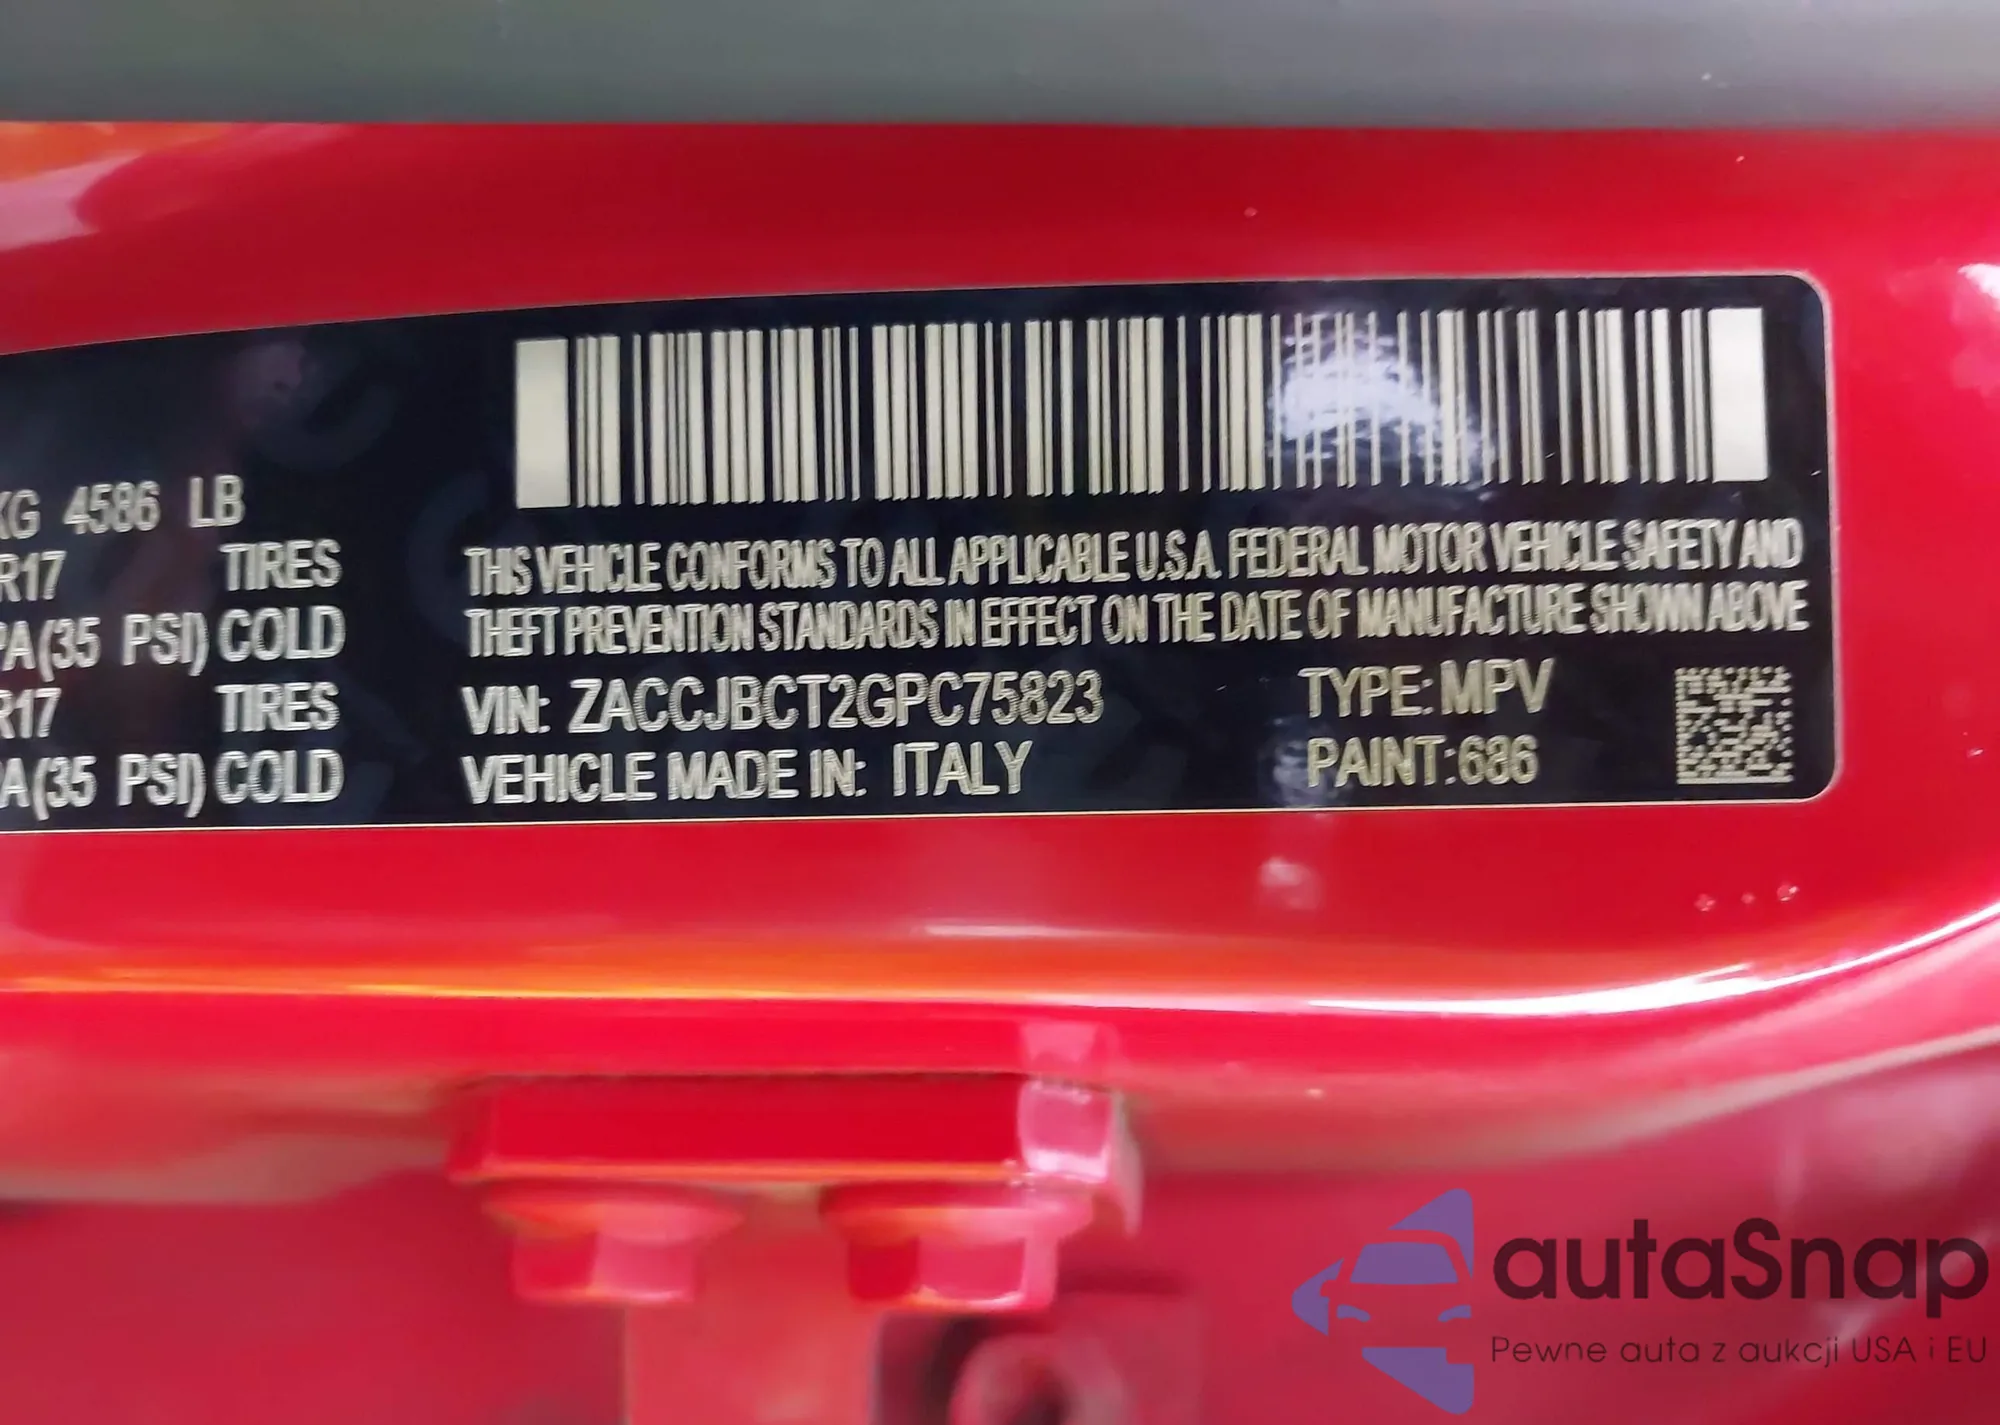 KG 4586 LB
R17 TIRES
PA(35 PSI) COLD
R17 TIRES
A(35 PSI) COLD
THIS VEHICLE CONFORMS TO ALL APPLICABLE U.S.A. FEDERAL MOTOR VEHICLE SAFETY AND
THEFT PREVENTION STANDARDS IN EFFECT ON THE DATE OF MANUFACTURE SHOWN ABOVE
VIN: ZACCJBCT2GPC75823 TYPE: MPV
VEHICLE MADE IN: ITALY PAINT:686
autaSnap
Pewne auta z aukcji USA i EU